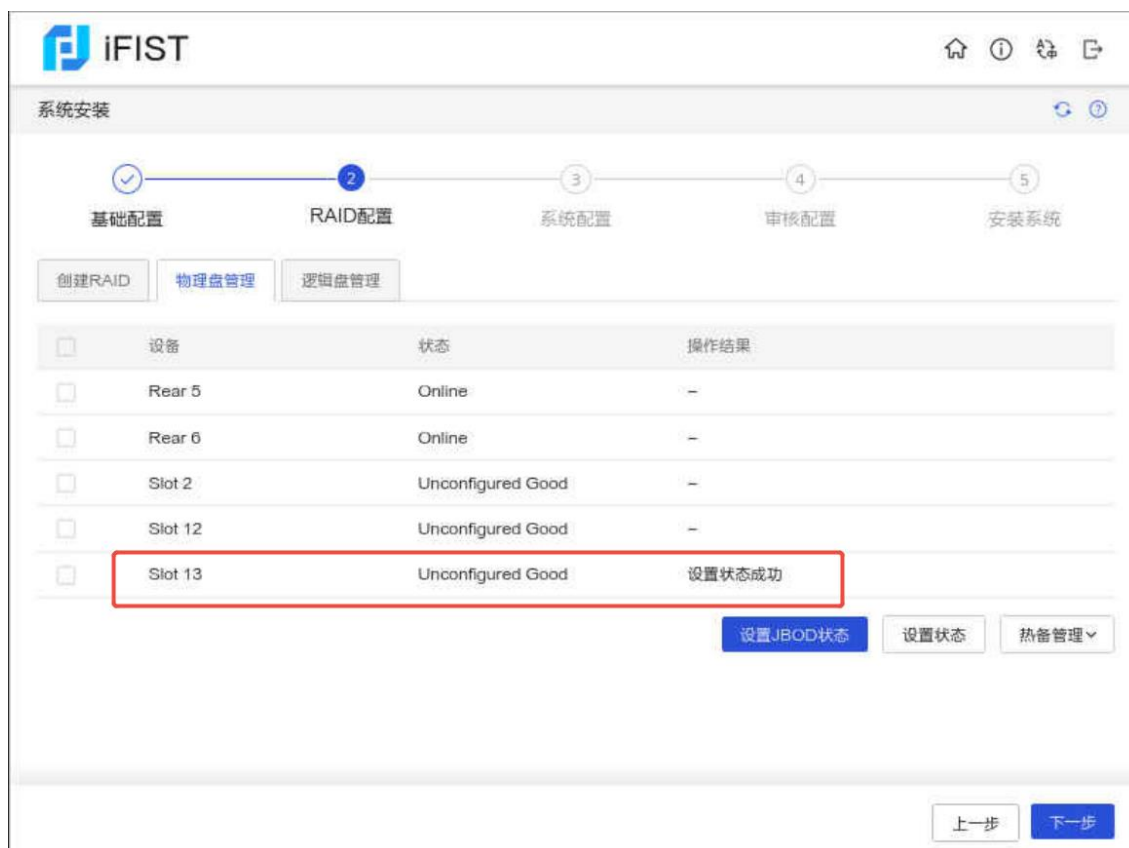 iFIST
系统安装
2 3 4 5
基础配置 RAID配置 系统配置 审核配置 安装系统
创建RAID 物理盘管理 逻辑盘管理
设备 状态 操作结果
Rear 5 Online –
Rear 6 Online –
Slot 2 Unconfigured Good –
Slot 12 Unconfigured Good –
Slot 13 Unconfigured Good 设置状态成功
设置JBOD状态 设置状态 热备管理
上一步 下一步